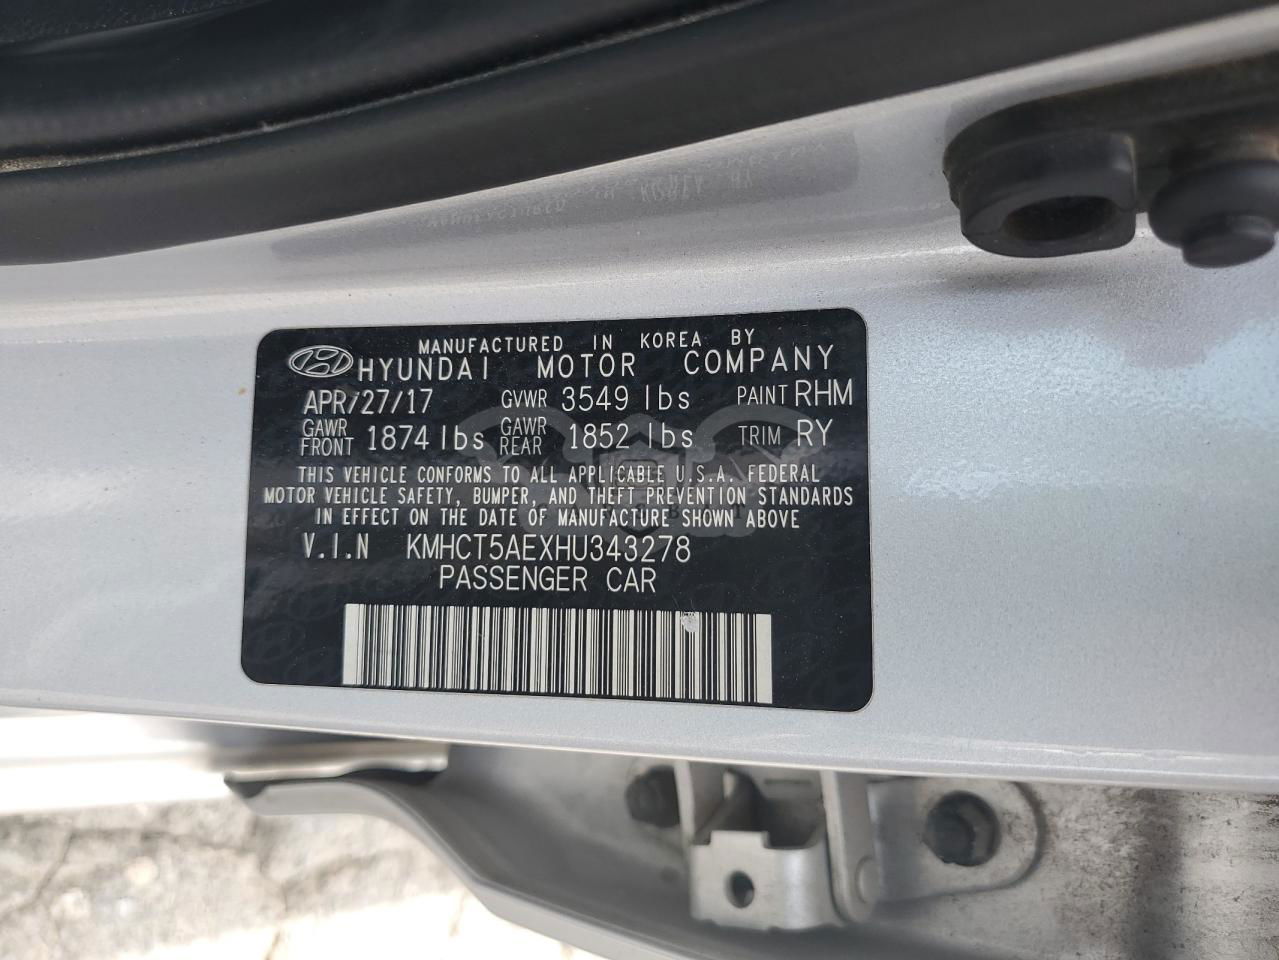 MANUFACTURED IN KOREA BY
HYUNDAI MOTOR COMPANY
APR/27/17 GVWR 3549 lbs PAINT RHM
GAWR FRONT 1874 lbs GAWR REAR 1852 lbs TRIM RY
THIS VEHICLE CONFORMS TO ALL APPLICABLE U.S.A. FEDERAL
MOTOR VEHICLE SAFETY, BUMPER, AND THEFT PREVENTION STANDARDS
IN EFFECT ON THE DATE OF MANUFACTURE SHOWN ABOVE
V.I.N KMHCT5AEXHU343278
PASSENGER CAR